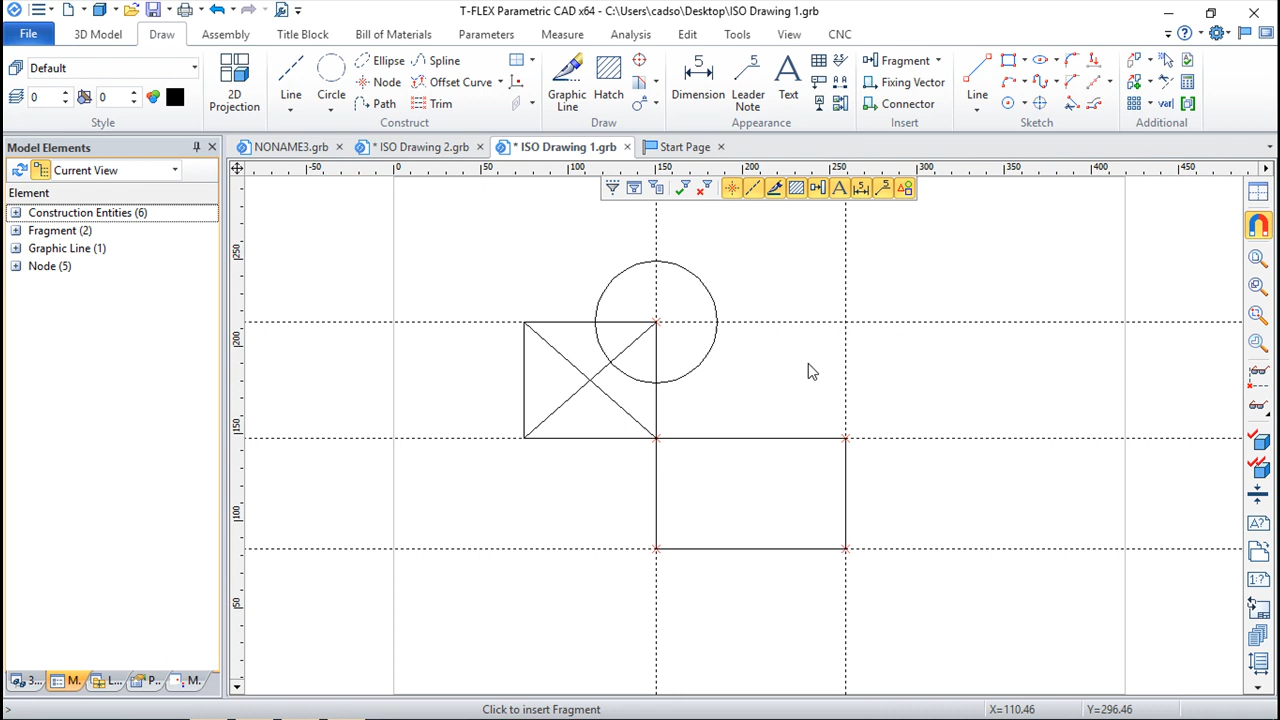 T-FLEX Parametric CAD x64 - C:\Users\cadso\Desktop\ISO Drawing 1.grb
File 3D Model Draw Assembly Title Block Bill of Materials Parameters Measure Analysis Edit Tools View CNC
Default
0 0
Style
2D Projection
Line
Circle
Ellipse
Spline
Node
Offset Curve
Path
Trim
Construct
Graphic Line
Hatch
Draw
5
Dimension
5
Leader Note
Text
Appearance
Fragment
Fixing Vector
Connector
Insert
Line
Sketch
var
Additional
Model Elements
NONAME3.grb * ISO Drawing 2.grb * ISO Drawing 1.grb Start Page
Current View
Element
Construction Entities (6)
Fragment (2)
Graphic Line (1)
Node (5)
-50 0 50 100 150 200 250 300 350 400 450
250
200
150
100
50
A?
1:?
3... M. L... P.. M.
> Click to insert Fragment X=110.46 Y=296.46